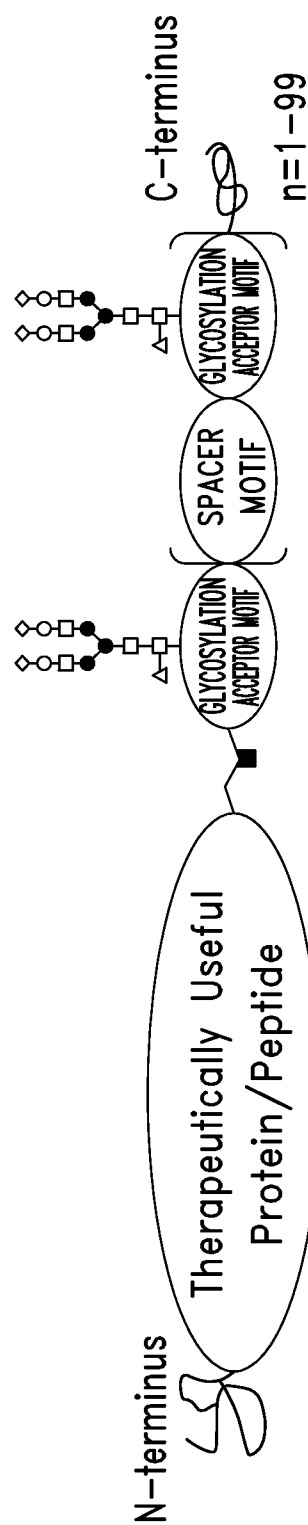 N-terminus
Therapeutically Useful
Protein/Peptide
GLYCOSYLATION
ACCEPTOR MOTIF
SPACER
MOTIF
GLYCOSYLATION
ACCEPTOR MOTIF
C-terminus
n=1-99